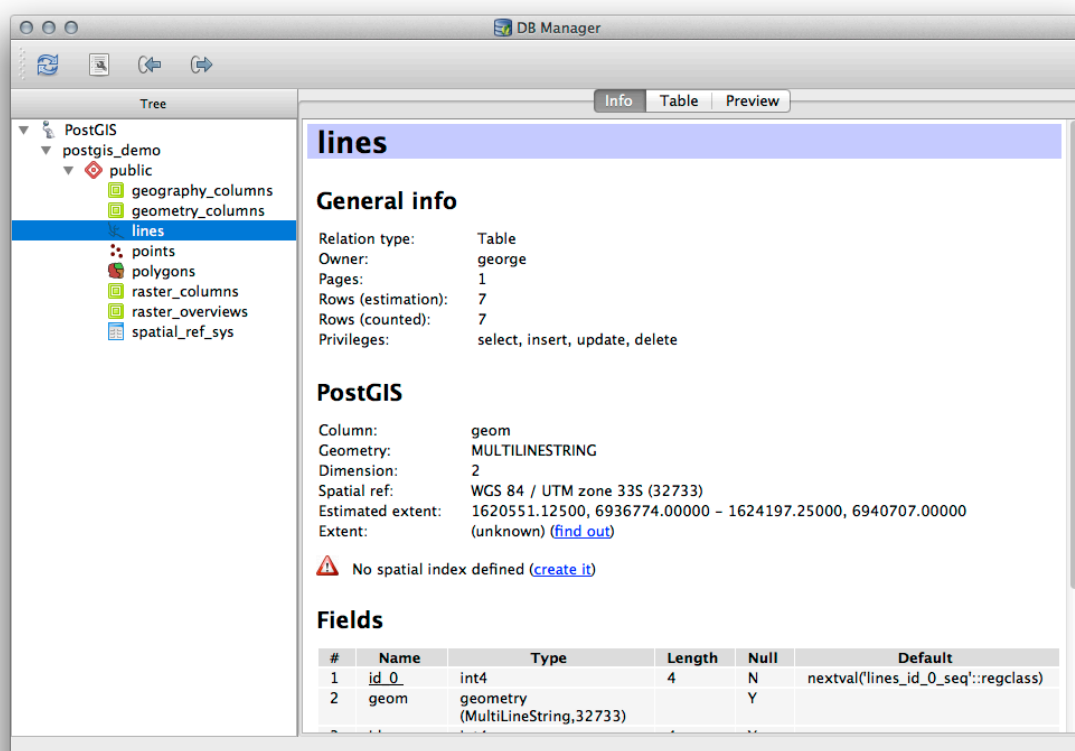 DB Manager
Tree
Info Table Preview
PostGIS
postgis_demo
public
geography_columns
geometry_columns
lines
points
polygons
raster_columns
raster_overviews
spatial_ref_sys
lines
General info
Relation type: Table
Owner: george
Pages: 1
Rows (estimation): 7
Rows (counted): 7
Privileges: select, insert, update, delete
PostGIS
Column: geom
Geometry: MULTILINESTRING
Dimension: 2
Spatial ref: WGS 84 / UTM zone 33S (32733)
Estimated extent: 1620551.12500, 6936774.00000 - 1624197.25000, 6940707.00000
Extent: (unknown) (find out)
No spatial index defined (create it)
Fields
# Name Type Length Null Default
1 id_0 int4 4 N nextval('lines_id_0_seq'::regclass)
2 geom geometry (MultiLineString,32733) Y